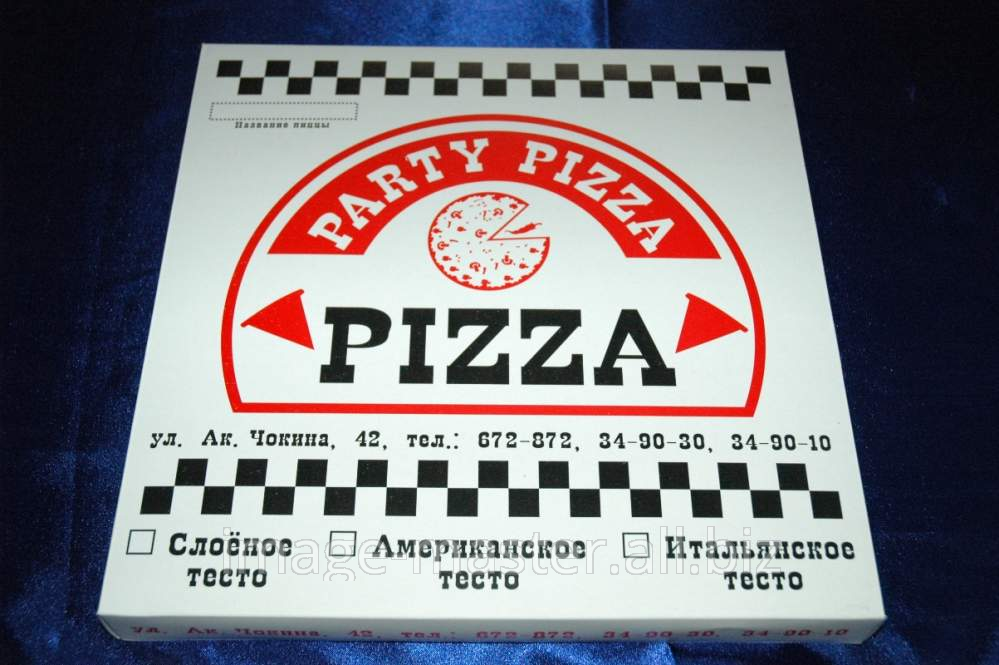 Название пиццы
PARTY PIZZA
PIZZA
ул. Ак. Чокина, 42, тел.: 672-872, 34-90-30, 34-90-10
Слоёное тесто
Американское тесто
Итальянское тесто
image-master.all.biz
ул. Ак. Чокина, 42, тел.: 672-872, 34-90-30, 34-90-10